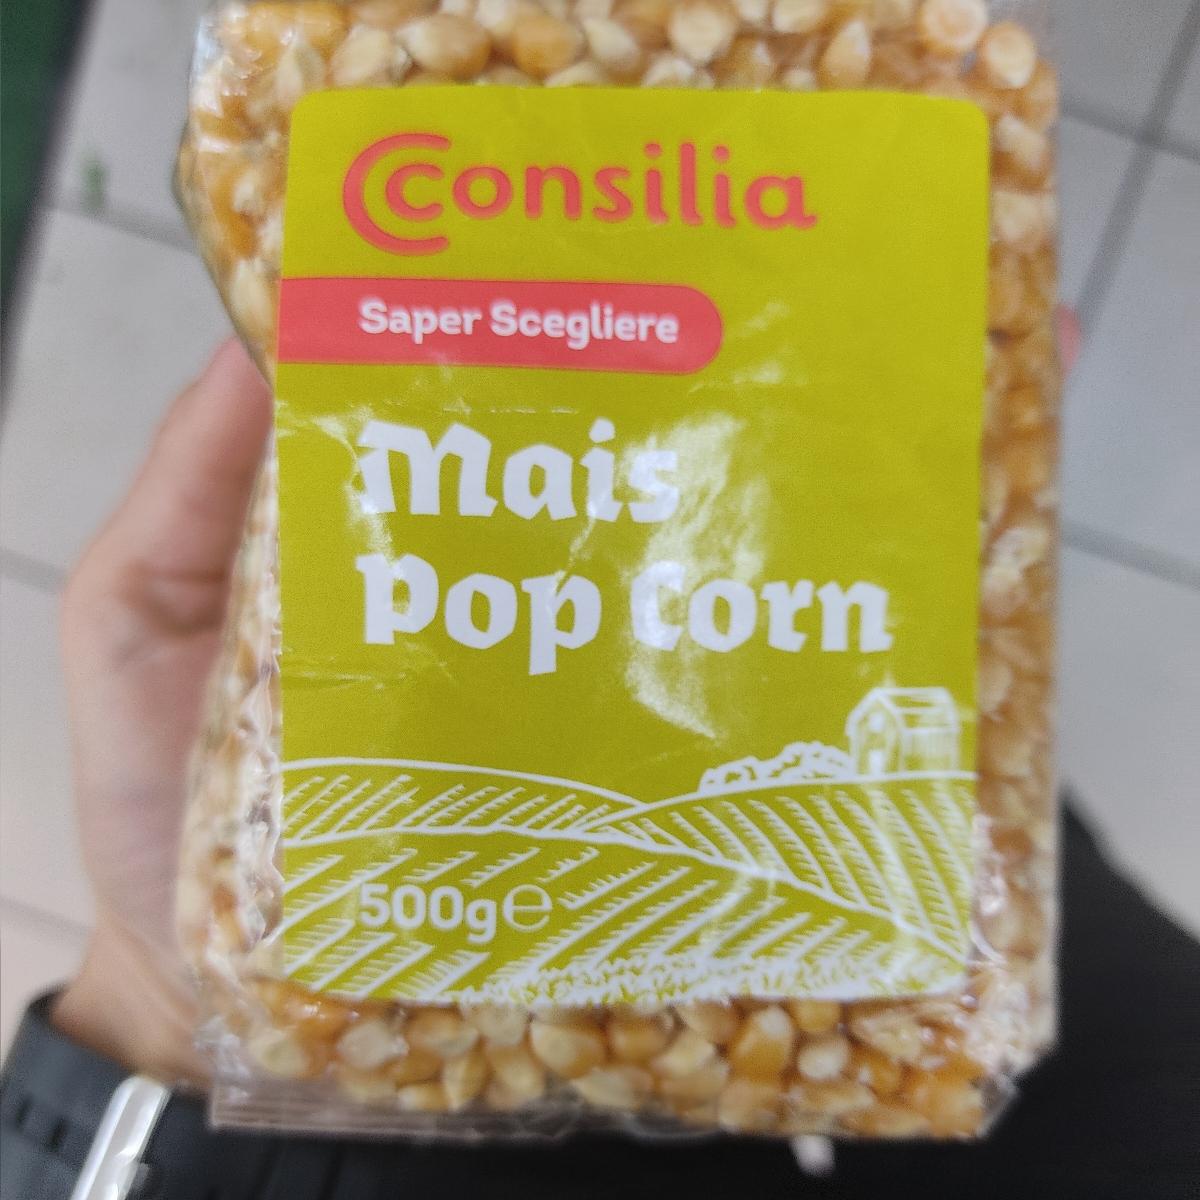 Consilia
Saper Scegliere
Mais
Pop Corn
500g℮